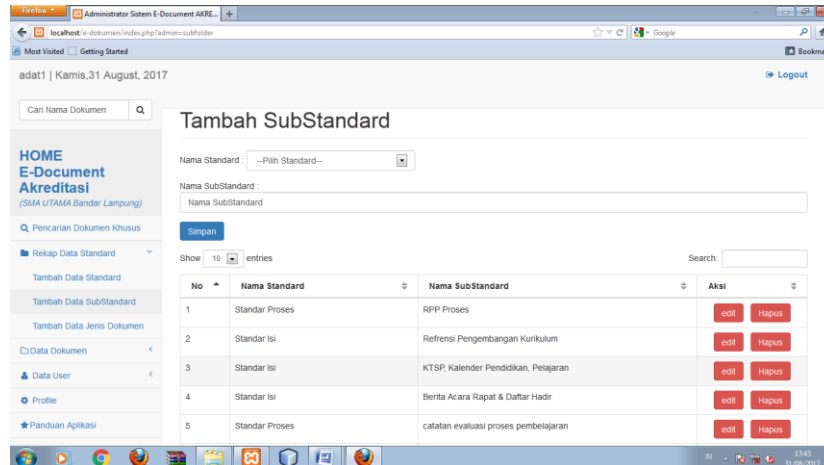 Firefox
Administrator Sistem E-Document AKRE...
localhost/e-dokumen/index.php?admin=subfolder
Google
Most Visited
Getting Started
Bookma
adat1 | Kamis,31 August, 2017
Logout
Cari Nama Dokumen
HOME
E-Document
Akreditasi
(SMA UTAMA Bandar Lampung)
Pencarian Dokumen Khusus
Rekap Data Standard
Tambah Data Standard
Tambah Data SubStandard
Tambah Data Jenis Dokumen
Data Dokumen
Data User
Profile
Panduan Aplikasi
Tambah SubStandard
Nama Standard :
--Pilih Standard--
Nama SubStandard :
Nama SubStandard
Simpan
Show 10 entries
Search:
No Nama Standard Nama SubStandard Aksi
1 Standar Proses RPP Proses edit Hapus
2 Standar Isi Refrensi Pengembangan Kurikulum edit Hapus
3 Standar Isi KTSP, Kalender Pendidikan, Pelajaran edit Hapus
4 Standar Isi Berita Acara Rapat & Daftar Hadir edit Hapus
5 Standar Proses catatan evaluasi proses pembelajaran edit Hapus
IN
13:43
31/08/2017